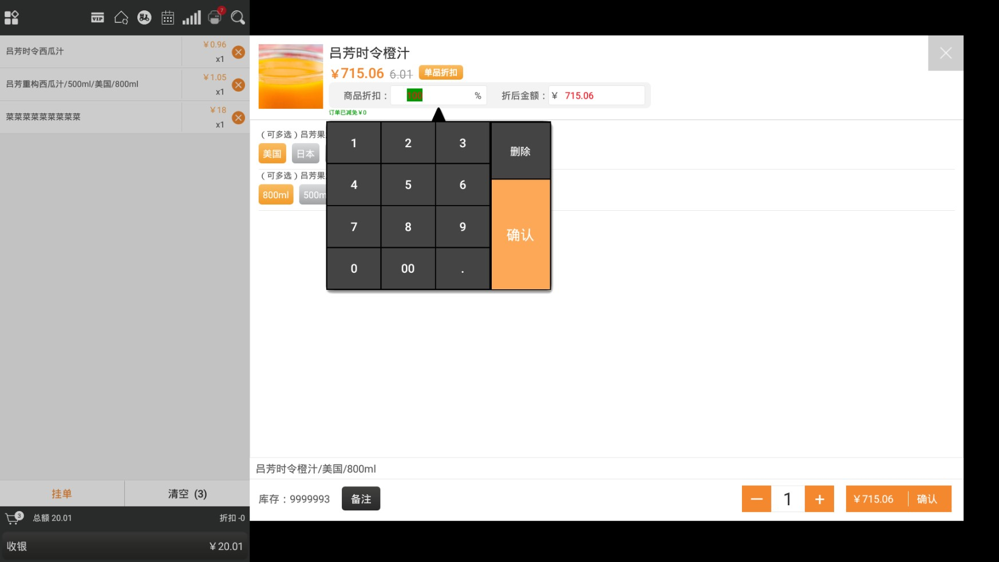 VIP
7
吕芳时令西瓜汁
￥0.96
x1
吕芳重构西瓜汁/500ml/美国/800ml
￥1.05
x1
菜菜菜菜菜菜菜菜菜
￥18
x1
吕芳时令橙汁
￥715.06 6.01 单品折扣
商品折扣： 100 % 折后金额：￥ 715.06
订单已减免￥0
（可多选）吕芳果
美国 日本
（可多选）吕芳果
800ml 500m
1 2 3 删除
4 5 6
7 8 9 确认
0 00 .
吕芳时令橙汁/美国/800ml
库存：9999993 备注
1
￥715.06 确认
挂单 清空 (3)
3 总额 20.01 折扣 -0
收银 ￥20.01